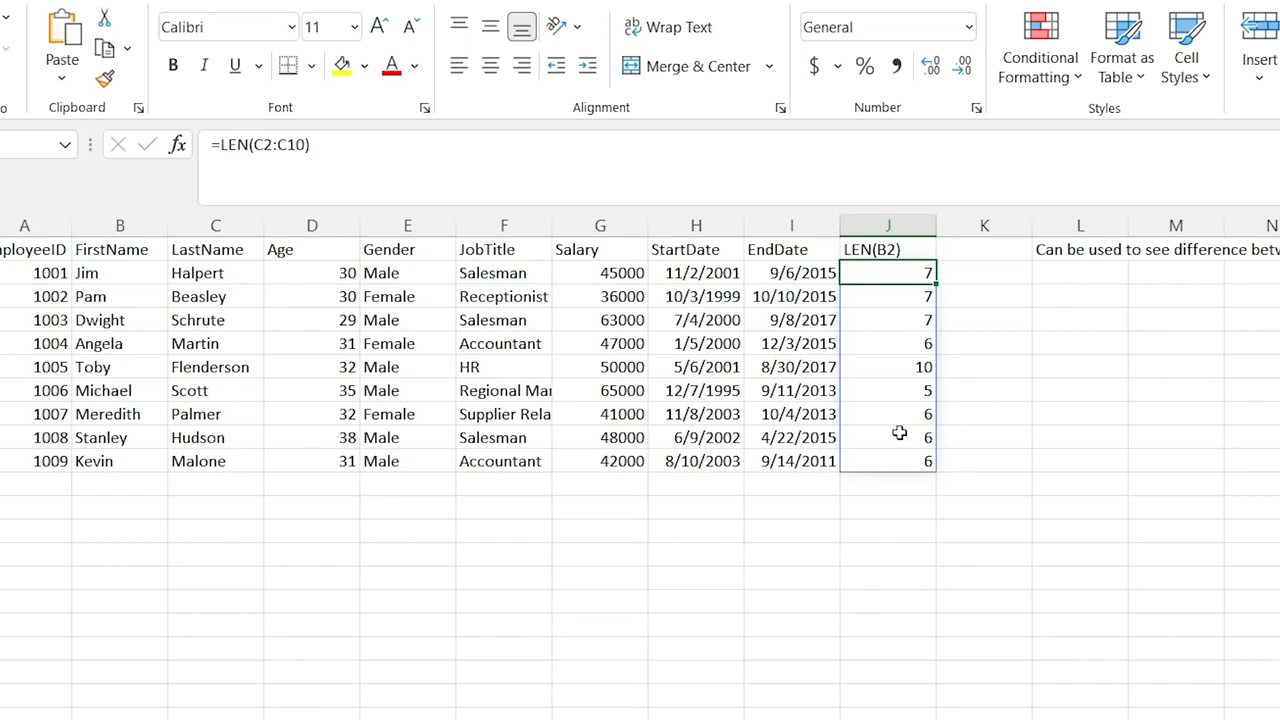 Calibri 11 A^ A˅ Wrap Text General
Paste B I U A Merge & Center $ % , Conditional Formatting Format as Table Cell Styles Insert
Clipboard Font Alignment Number Styles
fx =LEN(C2:C10)
A B C D E F G H I J K L M N
ployeeID FirstName LastName Age Gender JobTitle Salary StartDate EndDate LEN(B2) Can be used to see difference betw
1001 Jim Halpert 30 Male Salesman 45000 11/2/2001 9/6/2015 7
1002 Pam Beasley 30 Female Receptionist 36000 10/3/1999 10/10/2015 7
1003 Dwight Schrute 29 Male Salesman 63000 7/4/2000 9/8/2017 7
1004 Angela Martin 31 Female Accountant 47000 1/5/2000 12/3/2015 6
1005 Toby Flenderson 32 Male HR 50000 5/6/2001 8/30/2017 10
1006 Michael Scott 35 Male Regional Mar 65000 12/7/1995 9/11/2013 5
1007 Meredith Palmer 32 Female Supplier Rela 41000 11/8/2003 10/4/2013 6
1008 Stanley Hudson 38 Male Salesman 48000 6/9/2002 4/22/2015 6
1009 Kevin Malone 31 Male Accountant 42000 8/10/2003 9/14/2011 6